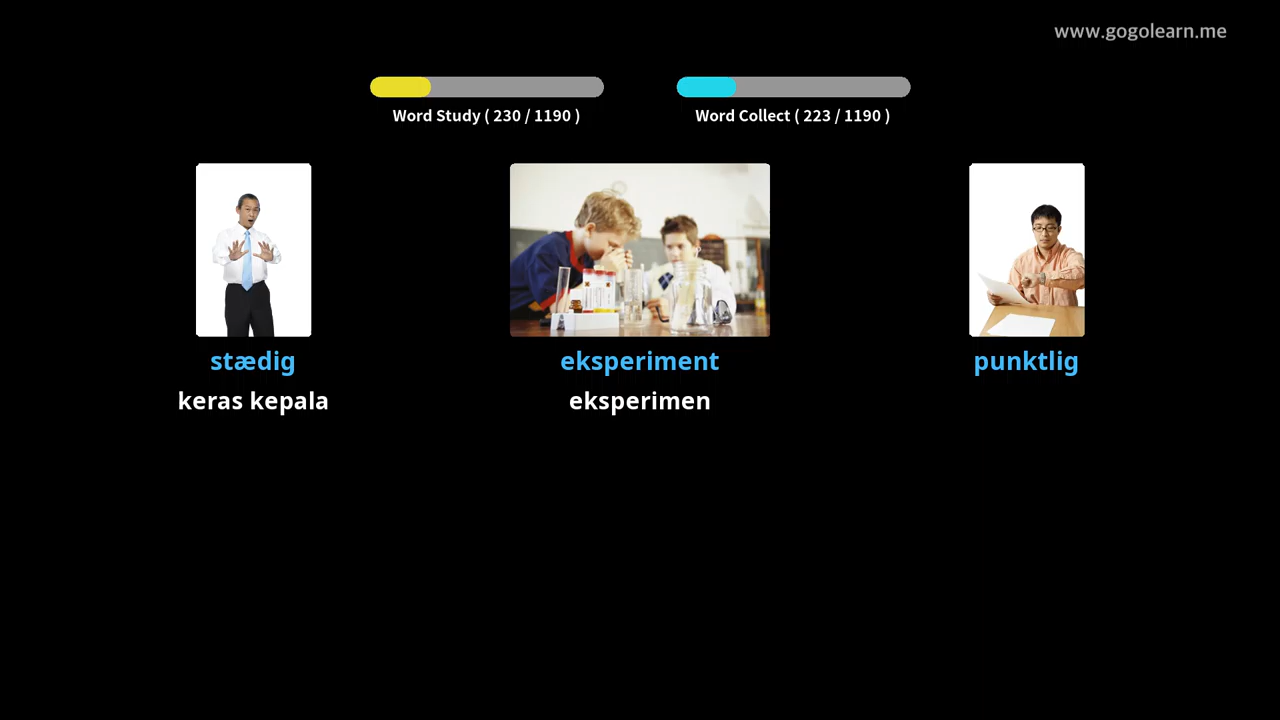 www.gogolearn.me
Word Study ( 230 / 1190 )
Word Collect ( 223 / 1190 )
stædig
eksperiment
punktlig
keras kepala
eksperimen